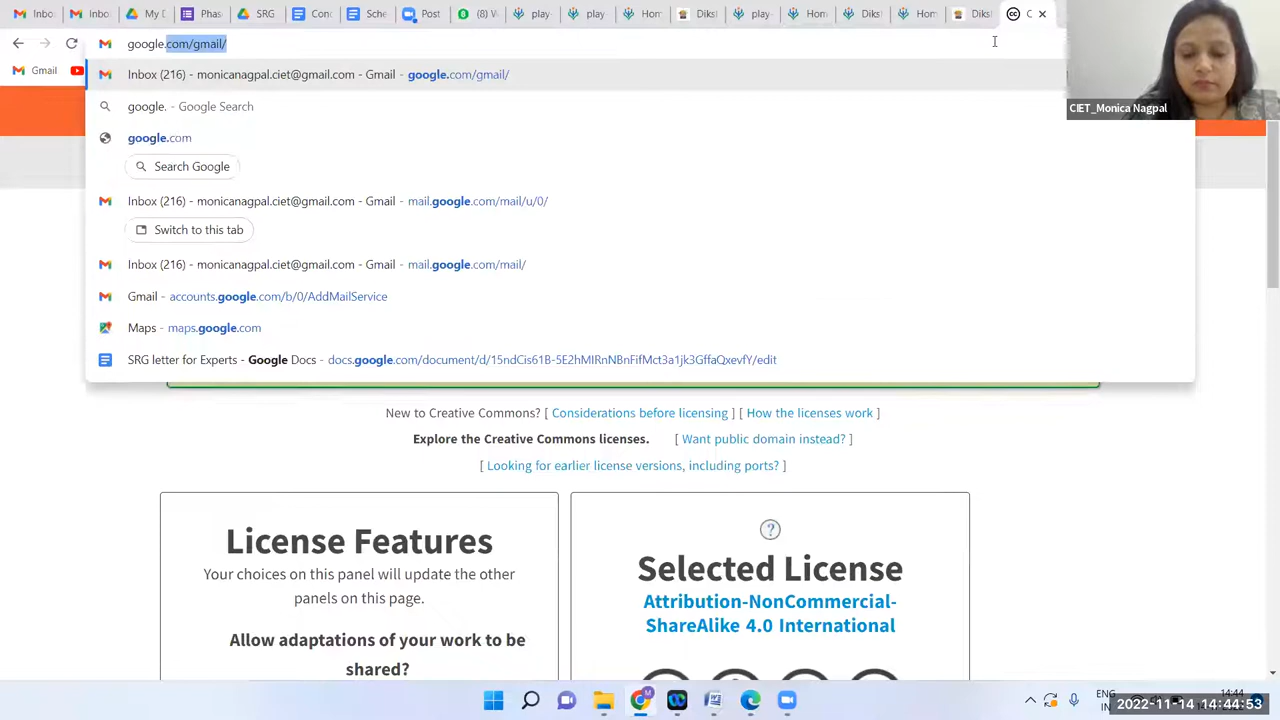 Inbo
Inbo
My D
Phas
SRG
Con
Sche
Post
(8) V
play
play
Hom
Diks
play
Hom
Diks
Hom
Diks
C
google.com/gmail/
Gmail
Inbox (216) - monicanagpal.ciet@gmail.com - Gmail - google.com/gmail/
google. - Google Search
google.com
Search Google
Inbox (216) - monicanagpal.ciet@gmail.com - Gmail - mail.google.com/mail/u/0/
Switch to this tab
Inbox (216) - monicanagpal.ciet@gmail.com - Gmail - mail.google.com/mail/
Gmail - accounts.google.com/b/0/AddMailService
Maps - maps.google.com
SRG letter for Experts - Google Docs - docs.google.com/document/d/15ndCis61B-5E2hMIRnNBnFifMct3a1jk3GffaQxevfY/edit
CIET_Monica Nagpal
New to Creative Commons? [ Considerations before licensing ] [ How the licenses work ]
Explore the Creative Commons licenses. [ Want public domain instead? ]
[ Looking for earlier license versions, including ports? ]
License Features
Your choices on this panel will update the other
panels on this page.
Allow adaptations of your work to be
shared?
?
Selected License
Attribution-NonCommercial-
ShareAlike 4.0 International
ENG
IN
14:44
2022-11-14 14:44:53